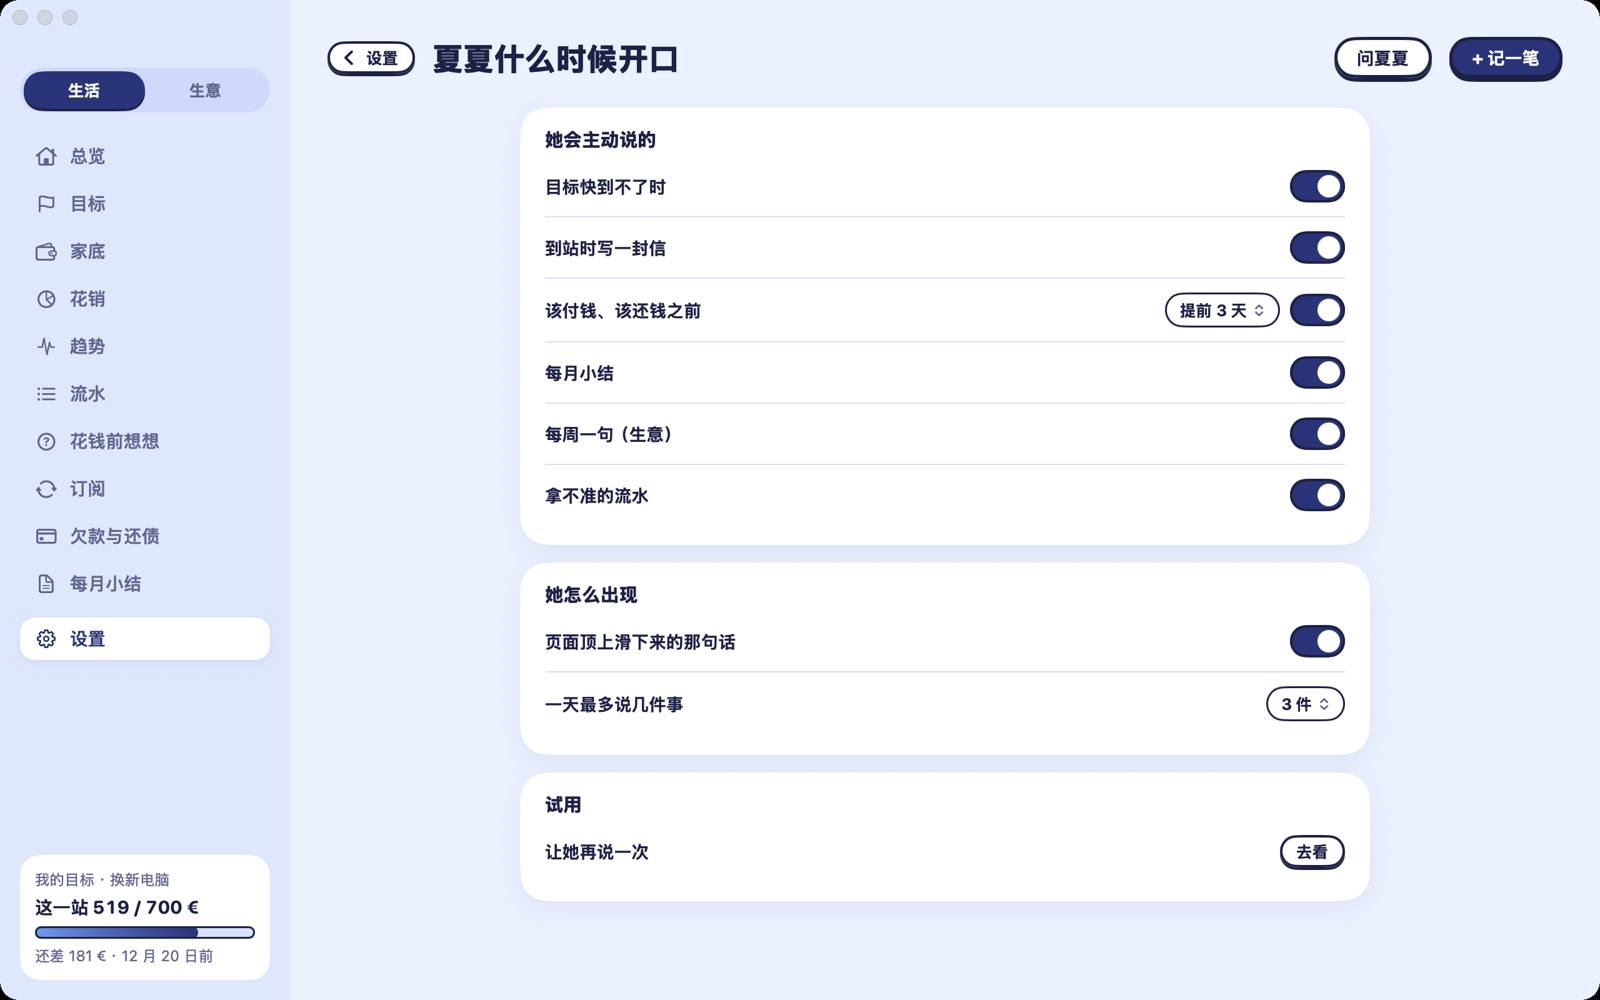 生活
生意
总览
目标
家底
花销
趋势
流水
花钱前想想
订阅
欠款与还债
每月小结
设置
我的目标 · 换新电脑
这一站 519 / 700 €
还差 181 € · 12 月 20 日前
设置
夏夏什么时候开口
问夏夏
+ 记一笔
她会主动说的
目标快到不了时
到站时写一封信
该付钱、该还钱之前
提前 3 天
每月小结
每周一句（生意）
拿不准的流水
她怎么出现
页面顶上滑下来的那句话
一天最多说几件事
3 件
试用
让她再说一次
去看